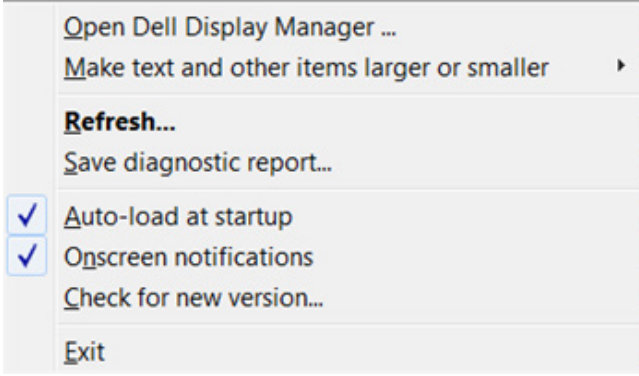 Open Dell Display Manager ...
Make text and other items larger or smaller
Refresh...
Save diagnostic report...
Auto-load at startup
Onscreen notifications
Check for new version...
Exit